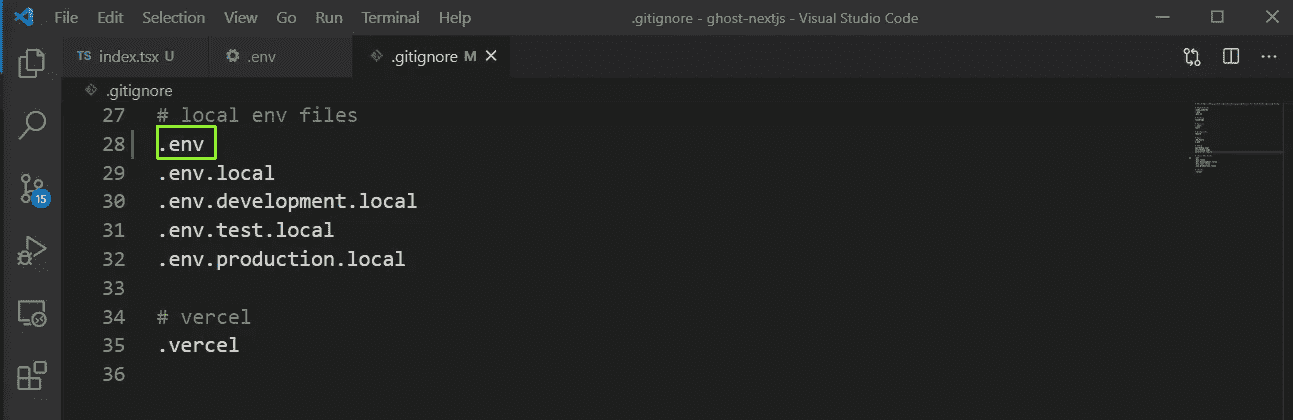 File Edit Selection View Go Run Terminal Help .gitignore - ghost-nextjs - Visual Studio Code
TS index.tsx U .env .gitignore M
.gitignore
27 # local env files
28 .env
29 .env.local
30 .env.development.local
31 .env.test.local
32 .env.production.local
33
34 # vercel
35 .vercel
36
15